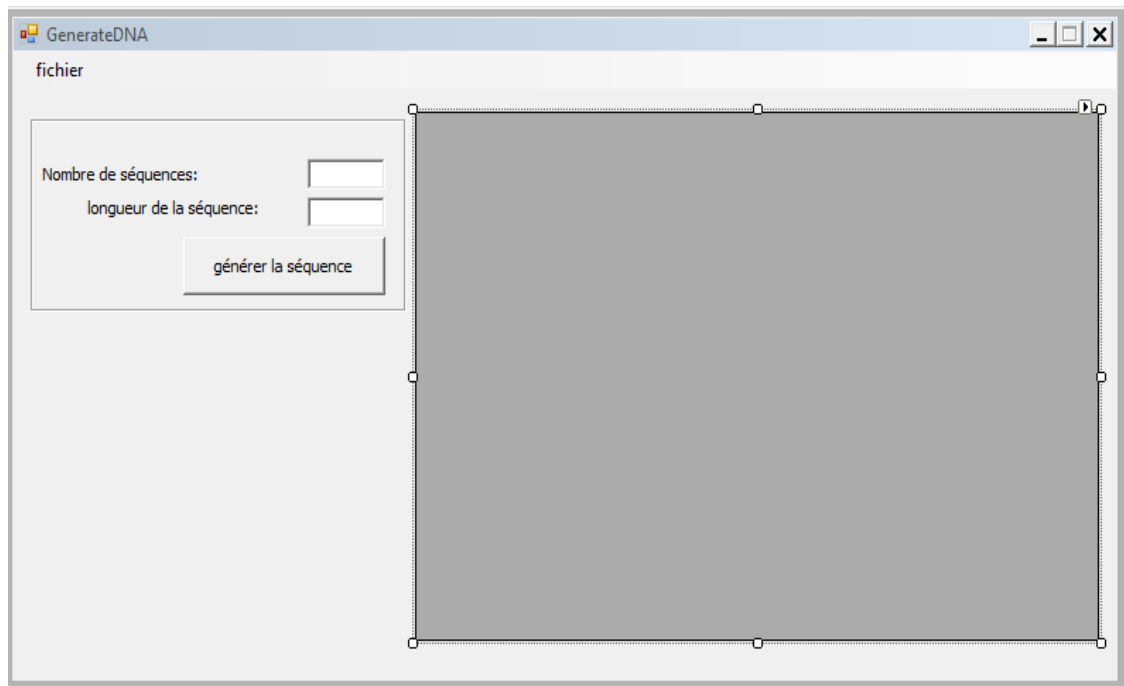 GenerateDNA
fichier
Nombre de séquences:
longueur de la séquence:
générer la séquence